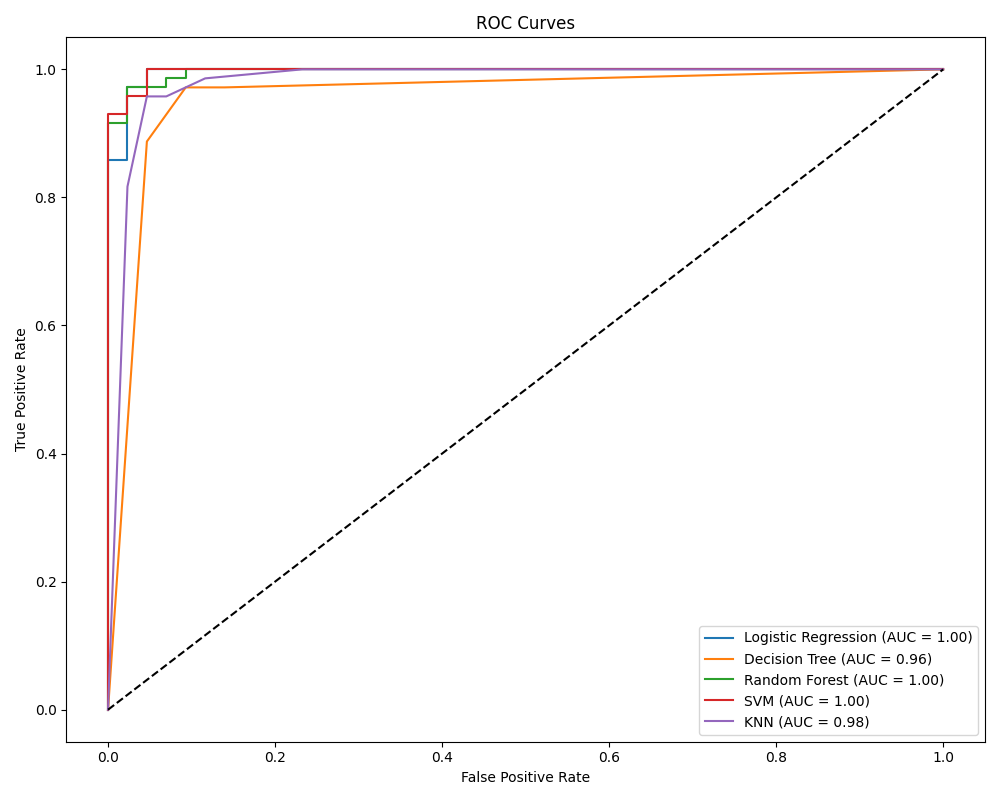 ROC Curves
True Positive Rate
1.0
0.8
0.6
0.4
0.2
0.0
Logistic Regression (AUC = 1.00)
Decision Tree (AUC = 0.96)
Random Forest (AUC = 1.00)
SVM (AUC = 1.00)
KNN (AUC = 0.98)
0.0 0.2 0.4 0.6 0.8 1.0
False Positive Rate